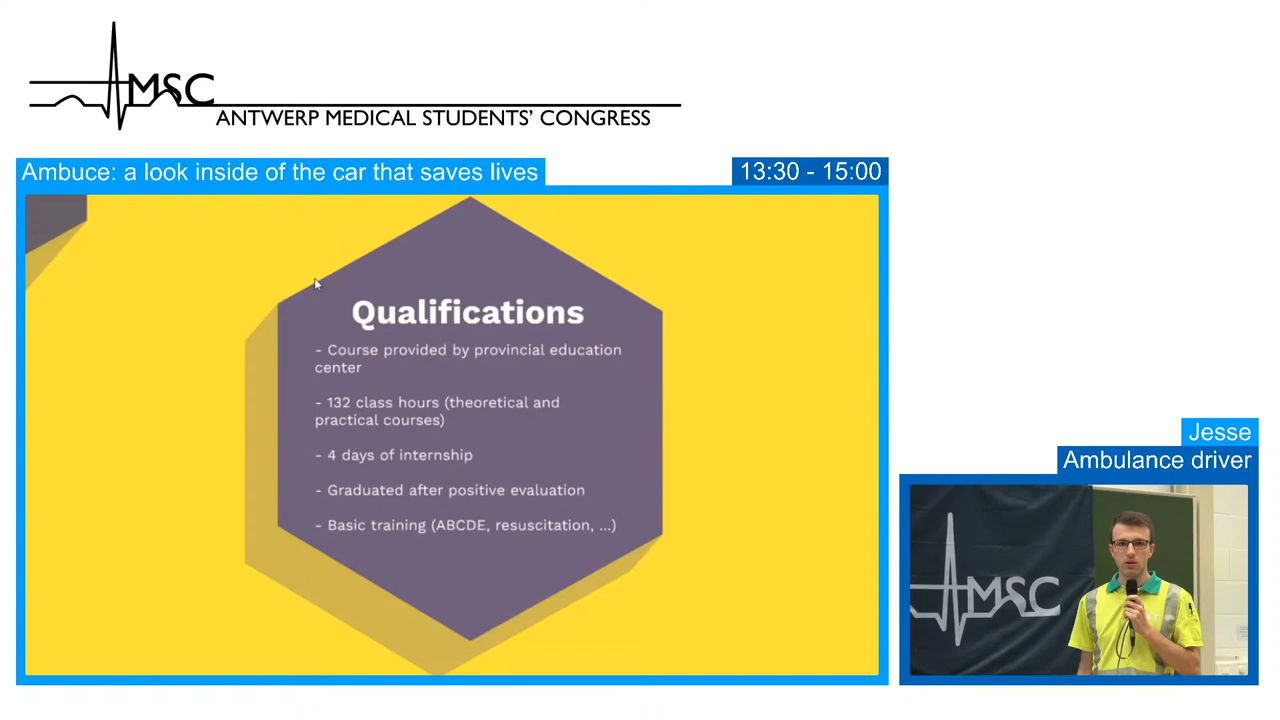 MSC
ANTWERP MEDICAL STUDENTS' CONGRESS
Ambuce: a look inside of the car that saves lives
13:30 - 15:00
Qualifications
- Course provided by provincial education
center
- 132 class hours (theoretical and
practical courses)
- 4 days of internship
- Graduated after positive evaluation
- Basic training (ABCDE, resuscitation, ...)
Jesse
Ambulance driver
MSC